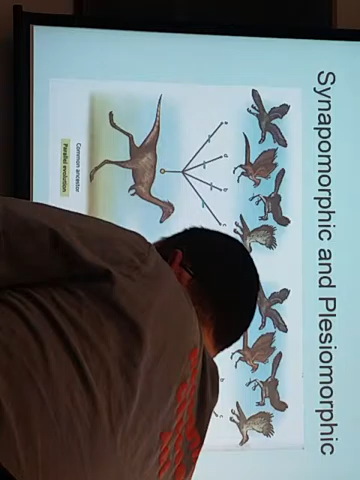 Synapomorphic and Plesiomorphic
Common ancestor
Parallel evolution